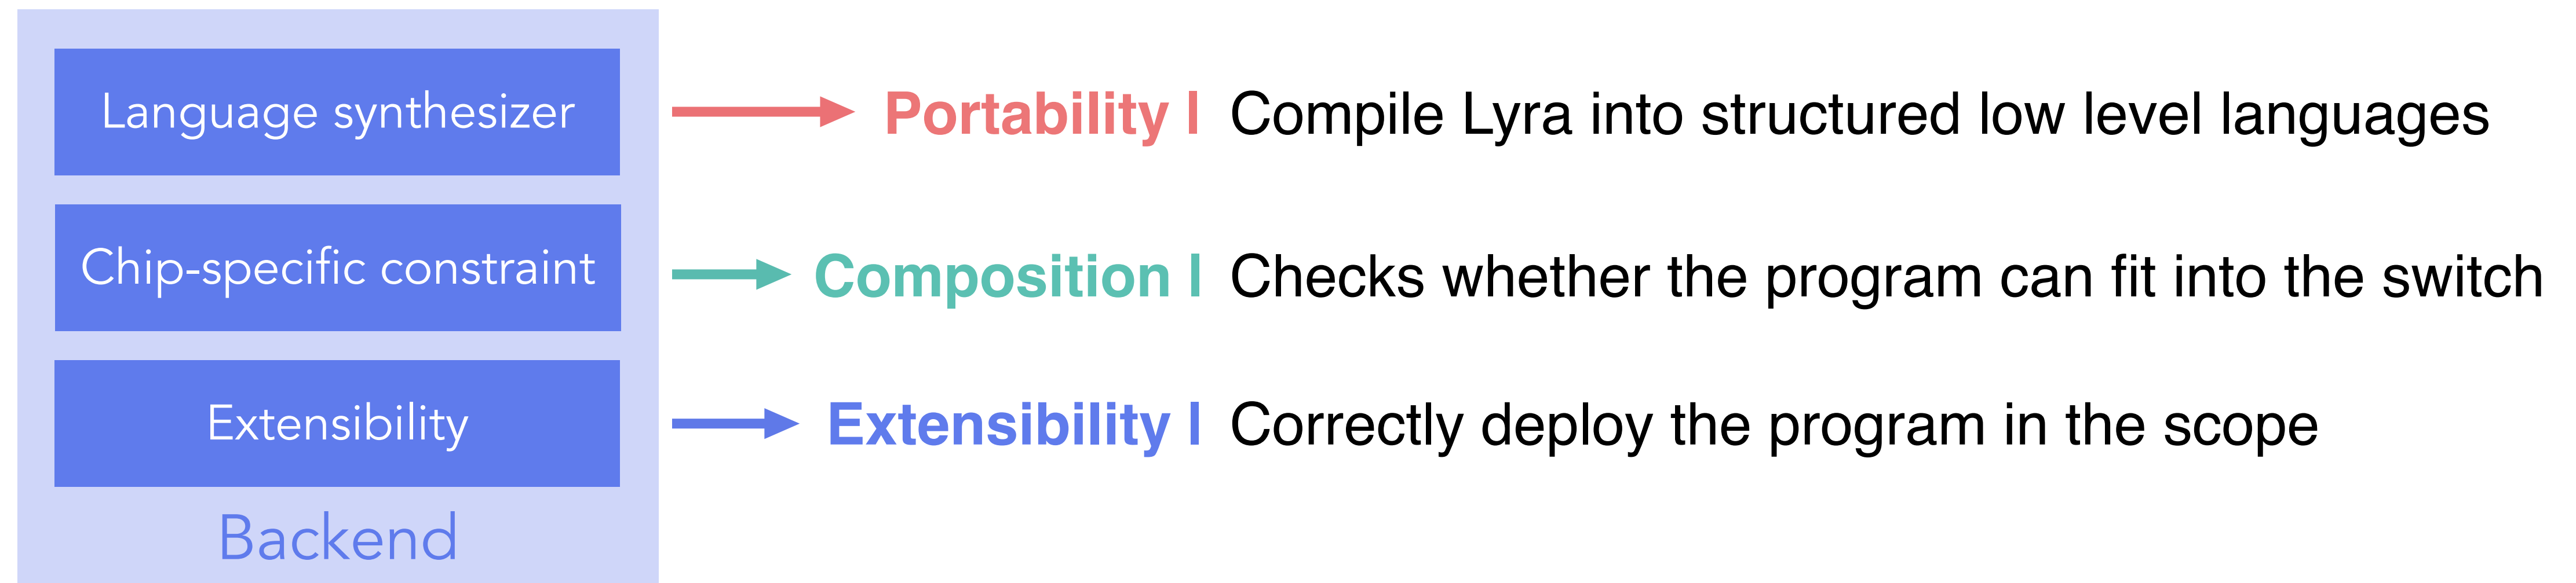 Language synthesizer
Portability | Compile Lyra into structured low level languages
Chip-specific constraint
Composition | Checks whether the program can fit into the switch
Extensibility
Extensibility | Correctly deploy the program in the scope
Backend